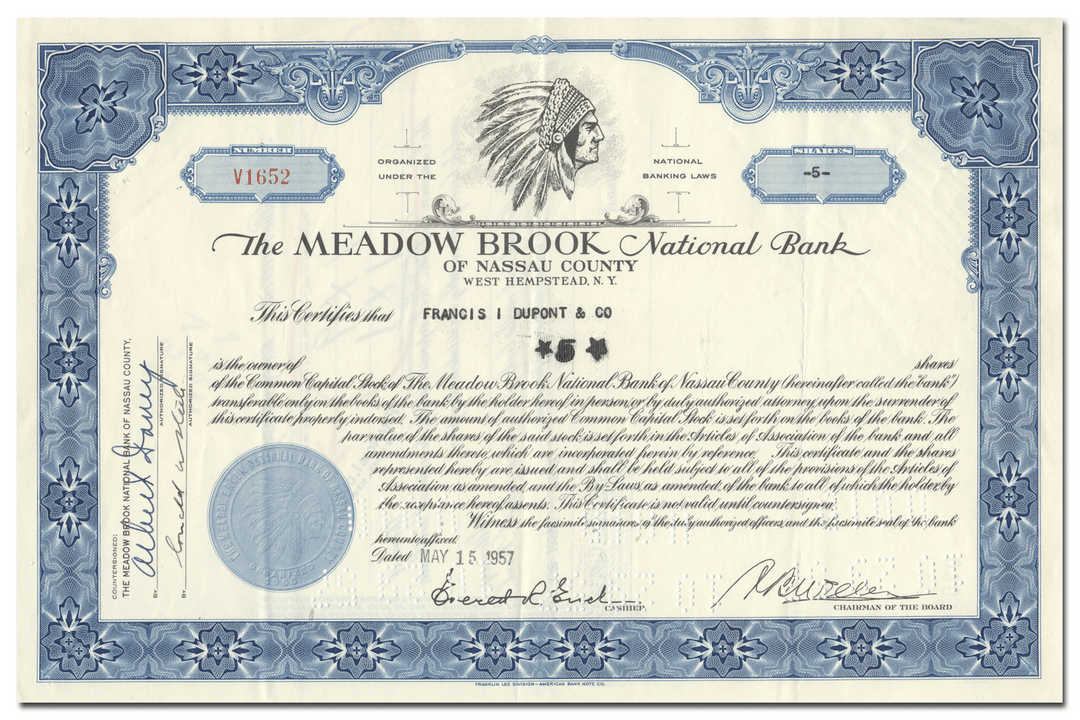 NUMBER
V1652
ORGANIZED
UNDER THE
NATIONAL
BANKING LAWS
SHARES
-5-
The MEADOW BROOK National Bank
OF NASSAU COUNTY
WEST HEMPSTEAD, N.Y.
This Certifies that FRANCIS I DUPONT & CO
★5★
is the owner of shares
of the Common Capital Stock of The Meadow Brook National Bank of Nassau County (hereinafter called the "bank")
transferable only on the books of the bank by the holder hereof in person or by duly authorized attorney upon the surrender of
this certificate properly indorsed. The amount of authorized Common Capital Stock is set forth on the books of the bank. The
par value of the shares of the said stock is set forth in the Articles of Association of the bank and all
amendments thereto, which are incorporated herein by reference. This certificate and the shares
represented hereby are issued and shall be held subject to all of the provisions of the Articles of
Association as amended, and the By-Laws, as amended, of the bank to all of which the holder by
the acceptance hereof assents. This Certificate is not valid until countersigned.
Witness the facsimile signatures of the duly authorized officers, and the facsimile seal of the bank
hereunto affixed.
Dated MAY 15 1957
CASHIER
CHAIRMAN OF THE BOARD
COUNTERSIGNED:
THE MEADOW BROOK NATIONAL BANK OF NASSAU COUNTY,
BY
AUTHORIZED SIGNATURE
BY
AUTHORIZED SIGNATURE
FRANKLIN LEE DIVISION—AMERICAN BANK NOTE CO.